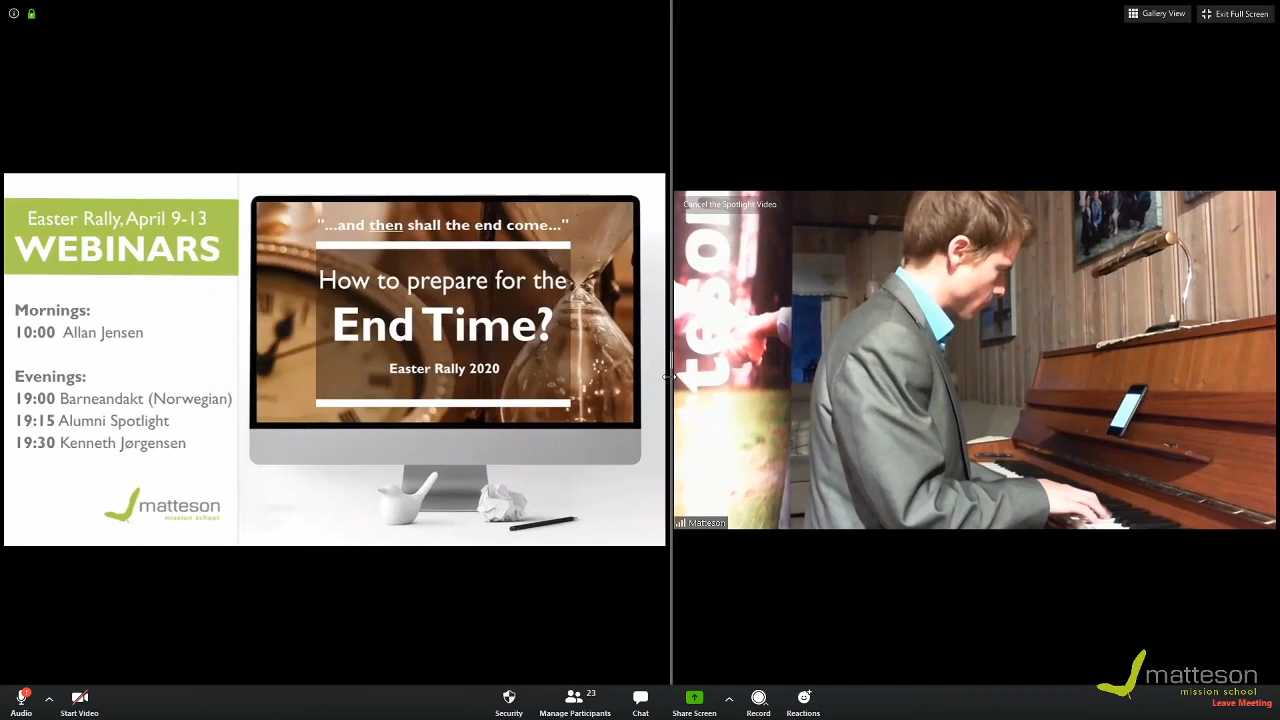 Gallery View
Exit Full Screen
Easter Rally, April 9-13
WEBINARS
Mornings:
10:00 Allan Jensen
Evenings:
19:00 Barneandakt (Norwegian)
19:15 Alumni Spotlight
19:30 Kenneth Jørgensen
matteson
mission school
"...and then shall the end come..."
How to prepare for the
End Time?
Easter Rally 2020
Cancel the Spotlight Video
Matteson
matteson
mission school
Audio
Start Video
Security
23
Manage Participants
Chat
Share Screen
Record
Reactions
Leave Meeting